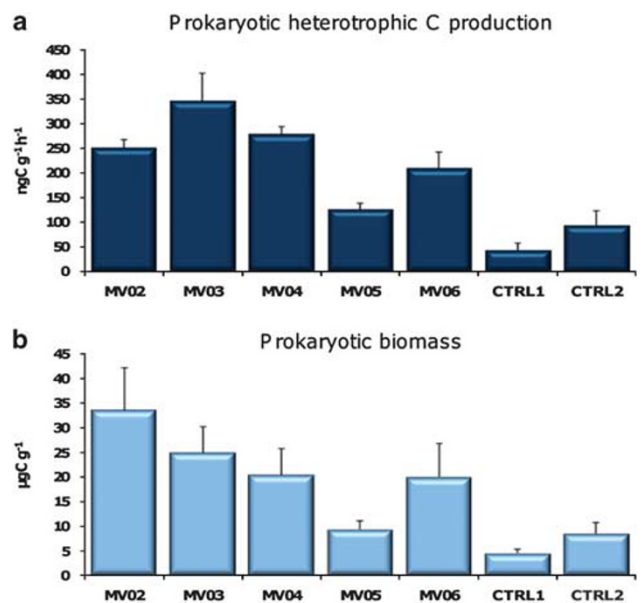 a
Prokaryotic heterotrophic C production
ngC g⁻¹h⁻¹
450
400
350
300
250
200
150
100
50
0
MV02 MV03 MV04 MV05 MV06 CTRL1 CTRL2
b
Prokaryotic biomass
µgC g⁻¹
45
40
35
30
25
20
15
10
5
0
MV02 MV03 MV04 MV05 MV06 CTRL1 CTRL2